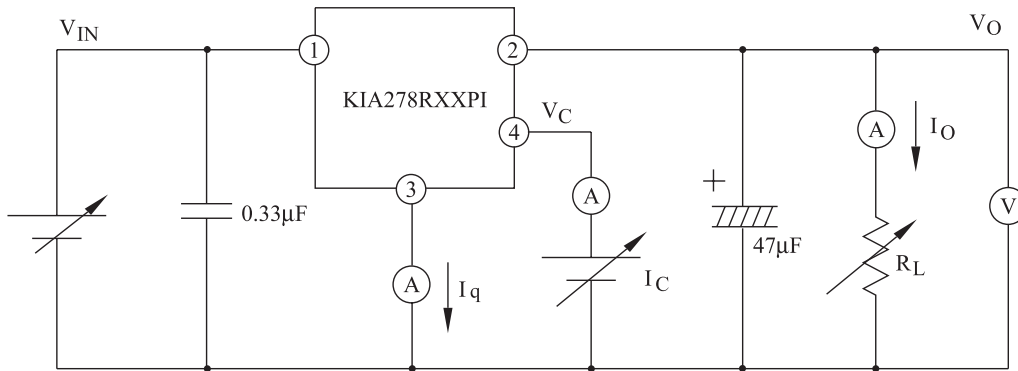 V_IN
V_O
1
2
KIA278RXXPI
V_C
4
A
I_O
3
A
+
0.33μF
V
47μF
R_L
A
I_q
I_C